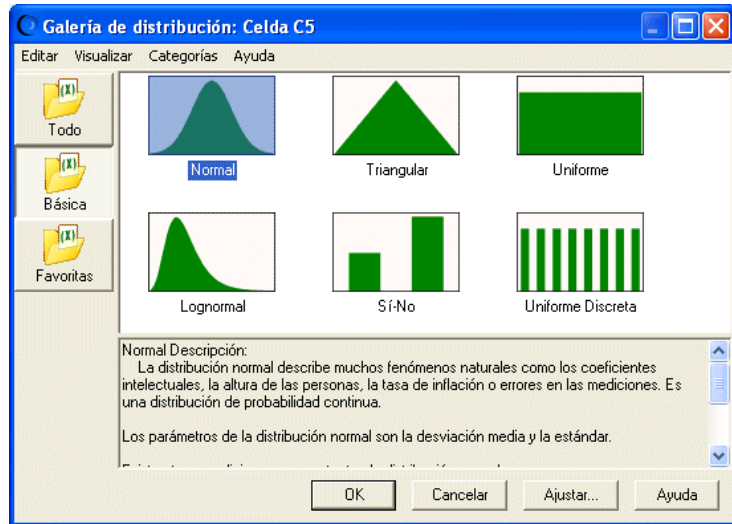 Galería de distribución: Celda C5
Editar Visualizar Categorías Ayuda
Todo
Básica
Favoritas
Normal Triangular Uniforme
Lognormal Sí-No Uniforme Discreta
Normal Descripción:
La distribución normal describe muchos fenómenos naturales como los coeficientes
intelectuales, la altura de las personas, la tasa de inflación o errores en las mediciones. Es
una distribución de probabilidad continua.
Los parámetros de la distribución normal son la desviación media y la estándar.
OK Cancelar Ajustar... Ayuda